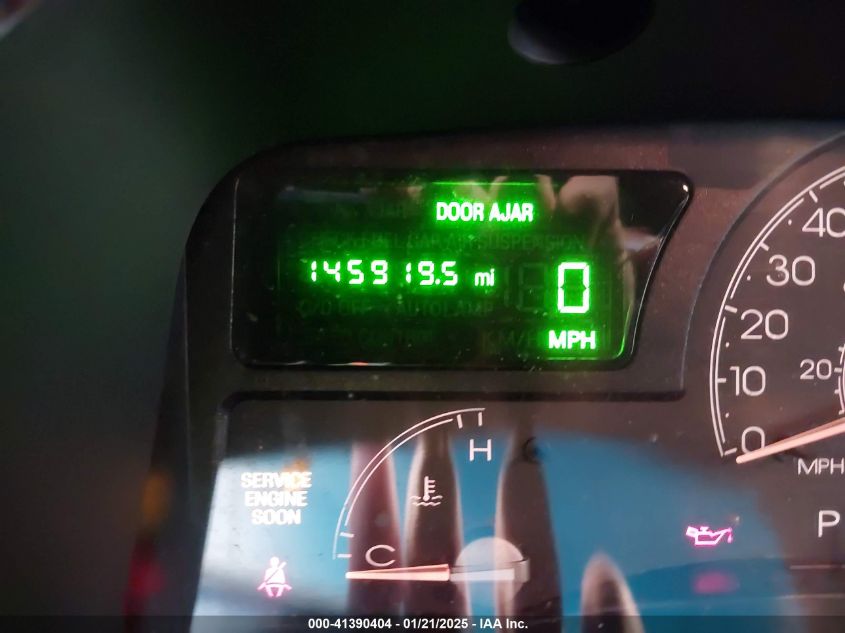 DOOR AJAR
145919.5 mi
0
MPH
40
30
20
20
10
0
MPH
H
SERVICE
ENGINE
SOON
C
P
000-41390404 - 01/21/2025 - IAA Inc.